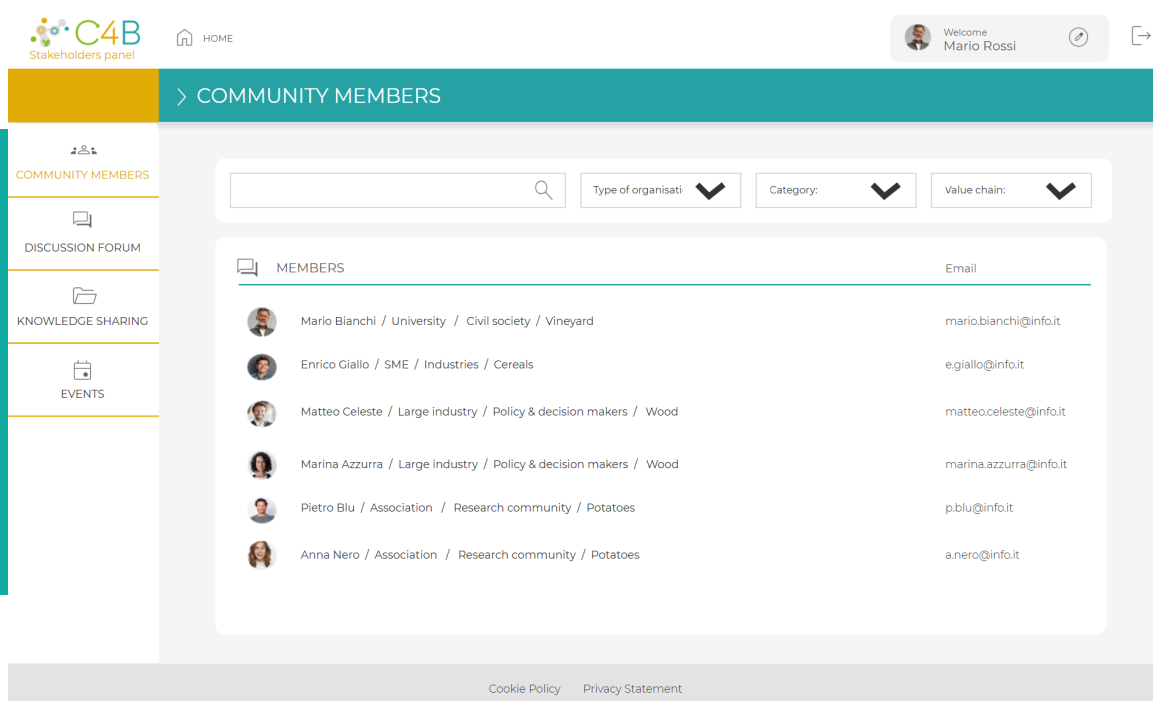 C4B
Stakeholders panel
HOME
Welcome
Mario Rossi
COMMUNITY MEMBERS
COMMUNITY MEMBERS
DISCUSSION FORUM
KNOWLEDGE SHARING
EVENTS
Type of organisati
Category:
Value chain:
MEMBERS
Email
Mario Bianchi / University / Civil society / Vineyard
mario.bianchi@info.it
Enrico Giallo / SME / Industries / Cereals
e.giallo@info.it
Matteo Celeste / Large industry / Policy & decision makers / Wood
matteo.celeste@info.it
Marina Azzurra / Large industry / Policy & decision makers / Wood
marina.azzurra@info.it
Pietro Blu / Association / Research community / Potatoes
p.blu@info.it
Anna Nero / Association / Research community / Potatoes
a.nero@info.it
Cookie Policy
Privacy Statement